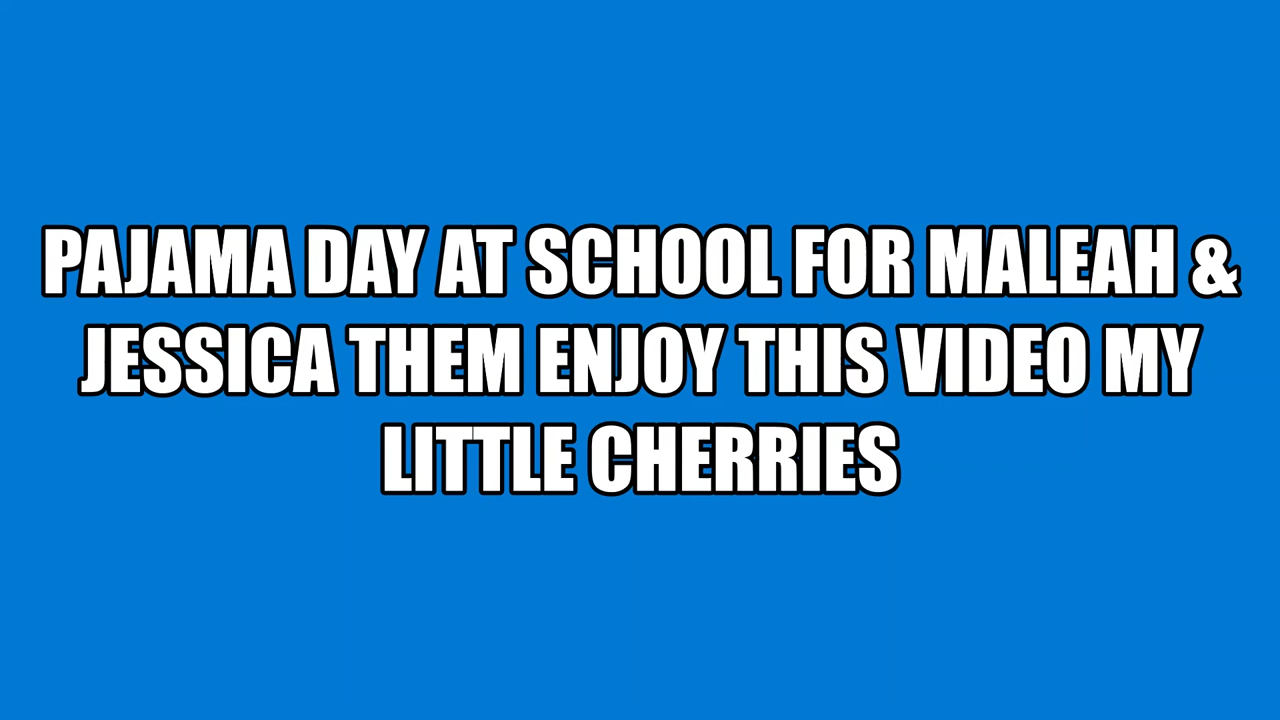 PAJAMA DAY AT SCHOOL FOR MALEAH &
JESSICA THEM ENJOY THIS VIDEO MY
LITTLE CHERRIES